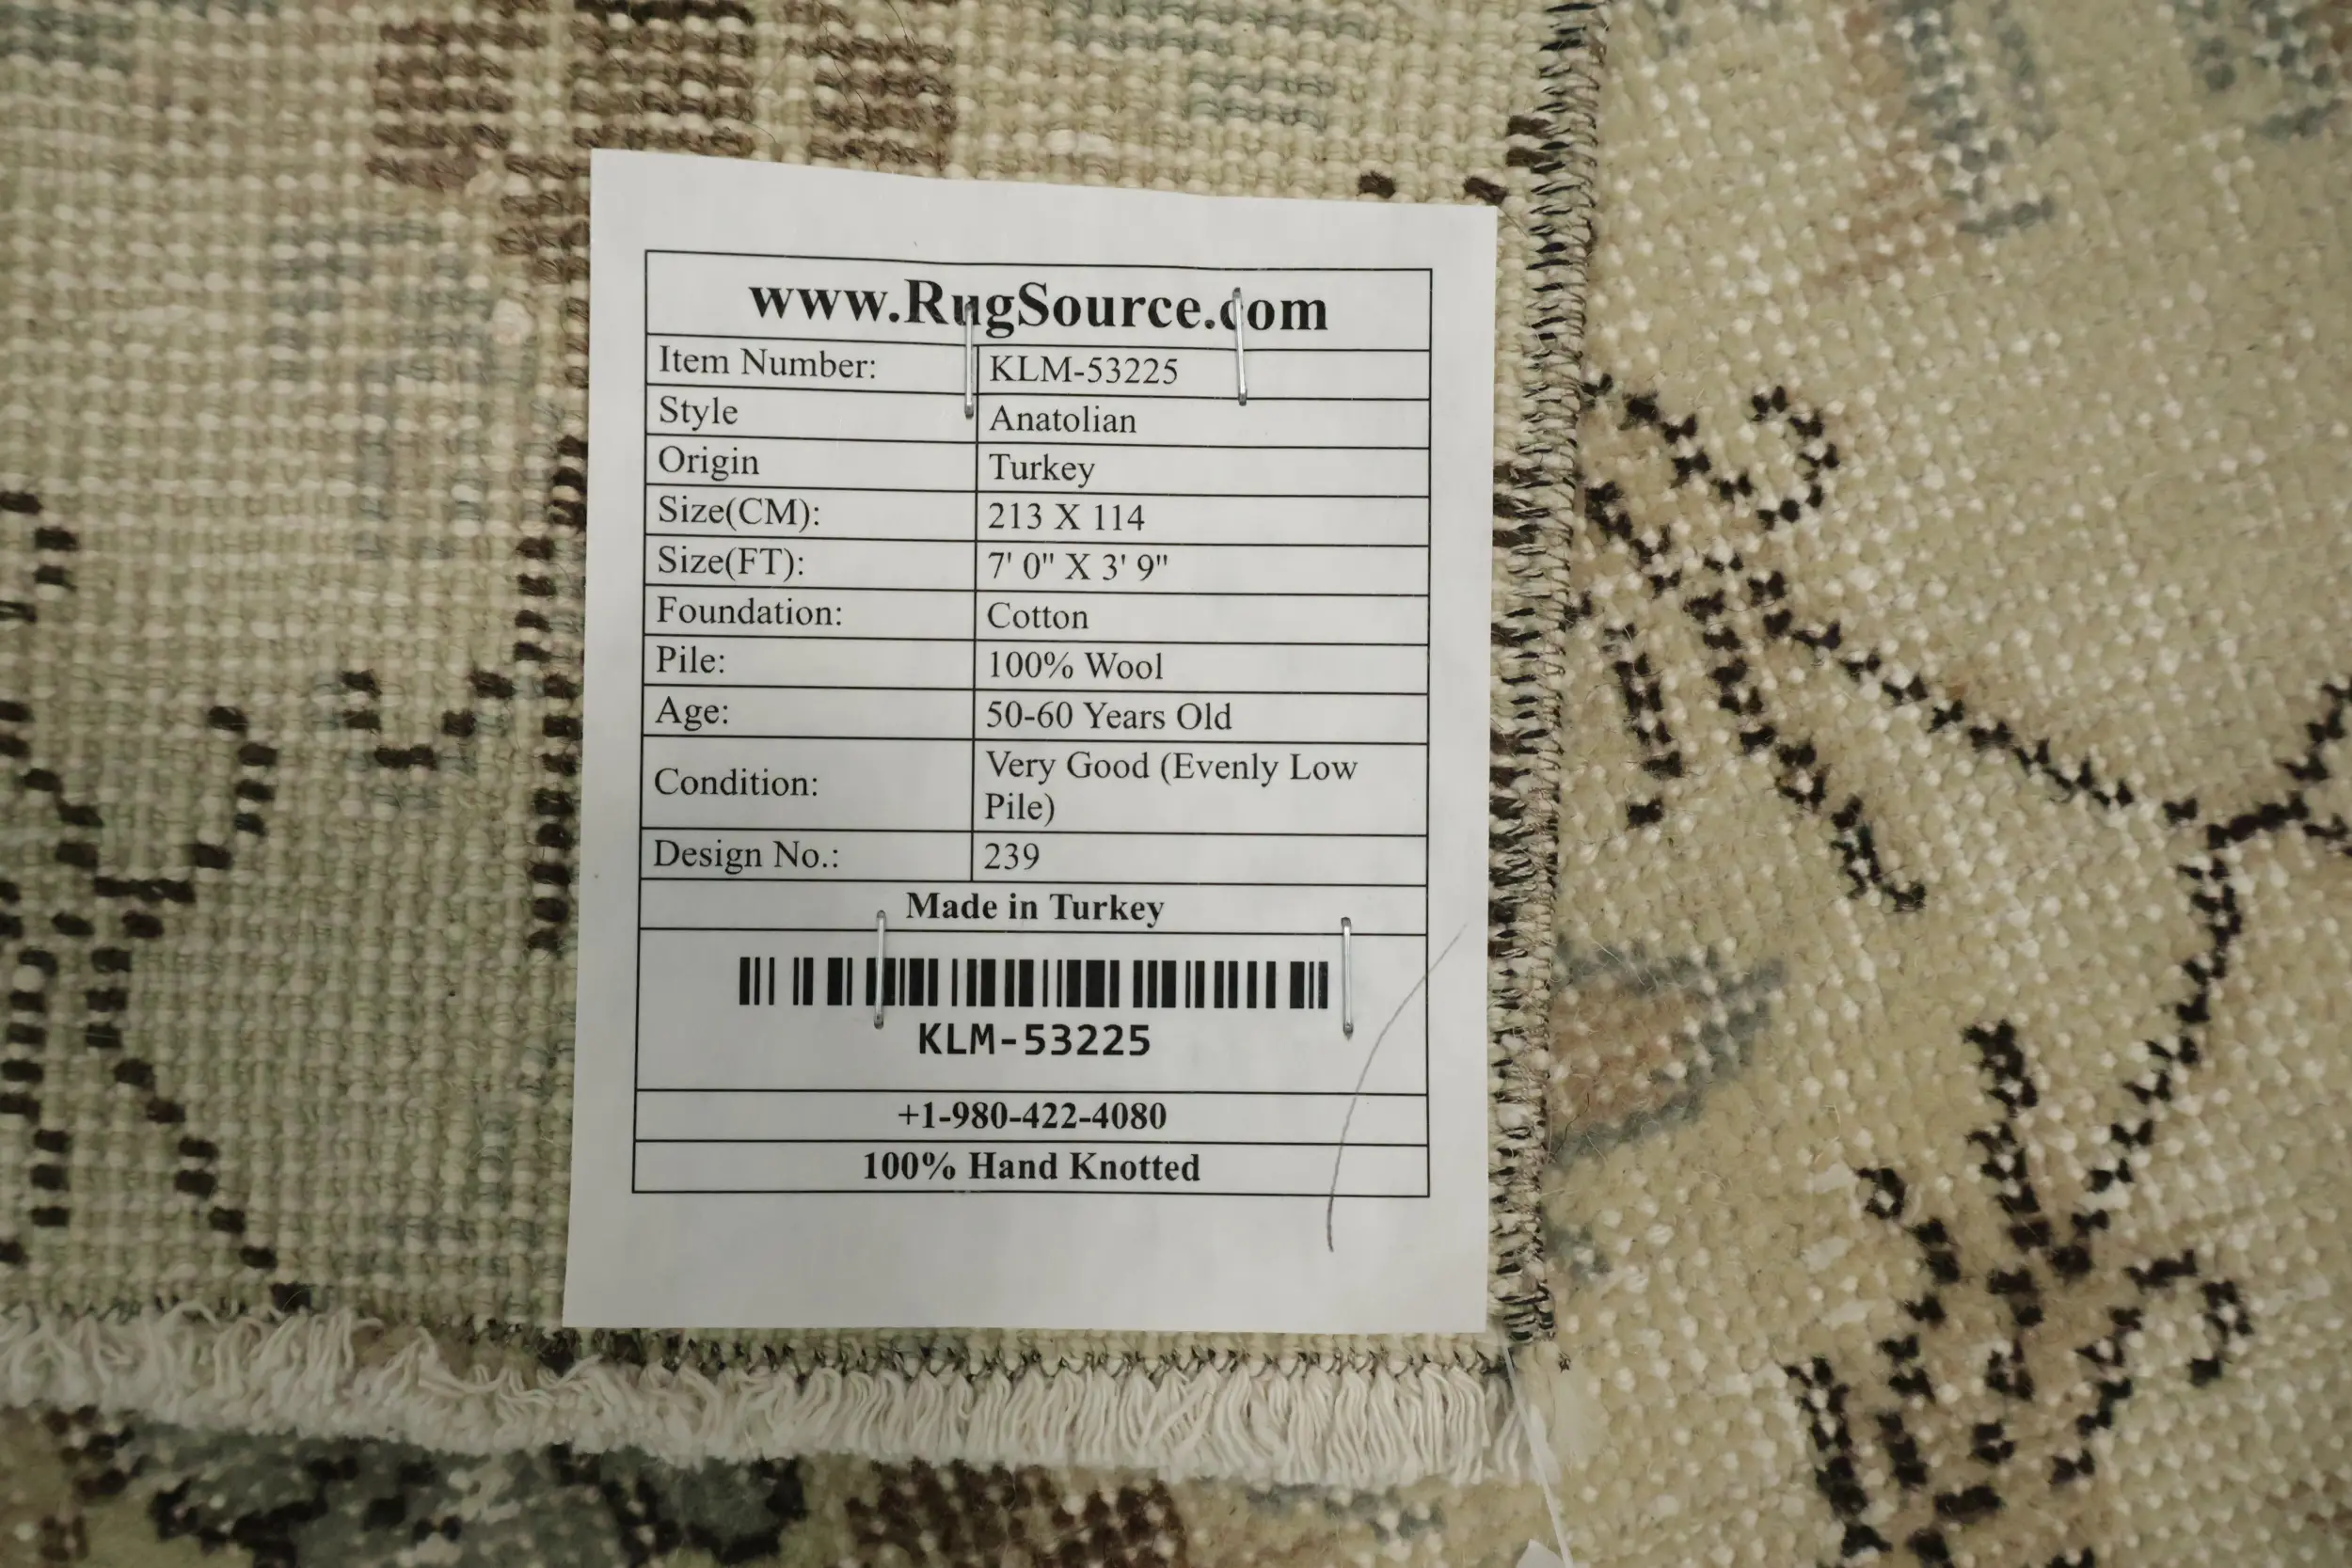 www.RugSource.com
Item Number: KLM-53225
Style Anatolian
Origin Turkey
Size(CM): 213 X 114
Size(FT): 7' 0" X 3' 9"
Foundation: Cotton
Pile: 100% Wool
Age: 50-60 Years Old
Condition: Very Good (Evenly Low
Pile)
Design No.: 239
Made in Turkey
KLM-53225
+1-980-422-4080
100% Hand Knotted